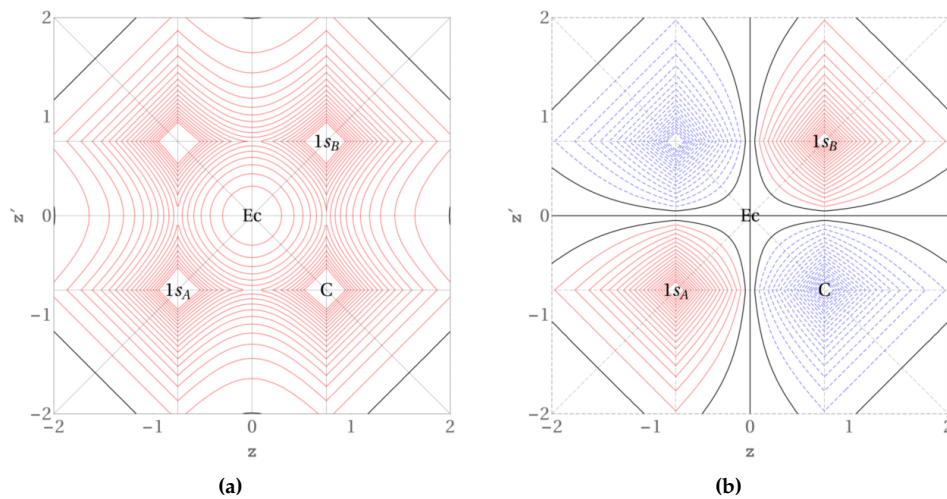 2 2
1 1
1s_B 1s_B
z′ 0 Ec z′ 0 Ec
1s_A C 1s_A C
−1 −1
−2 −2
−2 −1 0 1 2 −2 −1 0 1 2
z z
(a) (b)